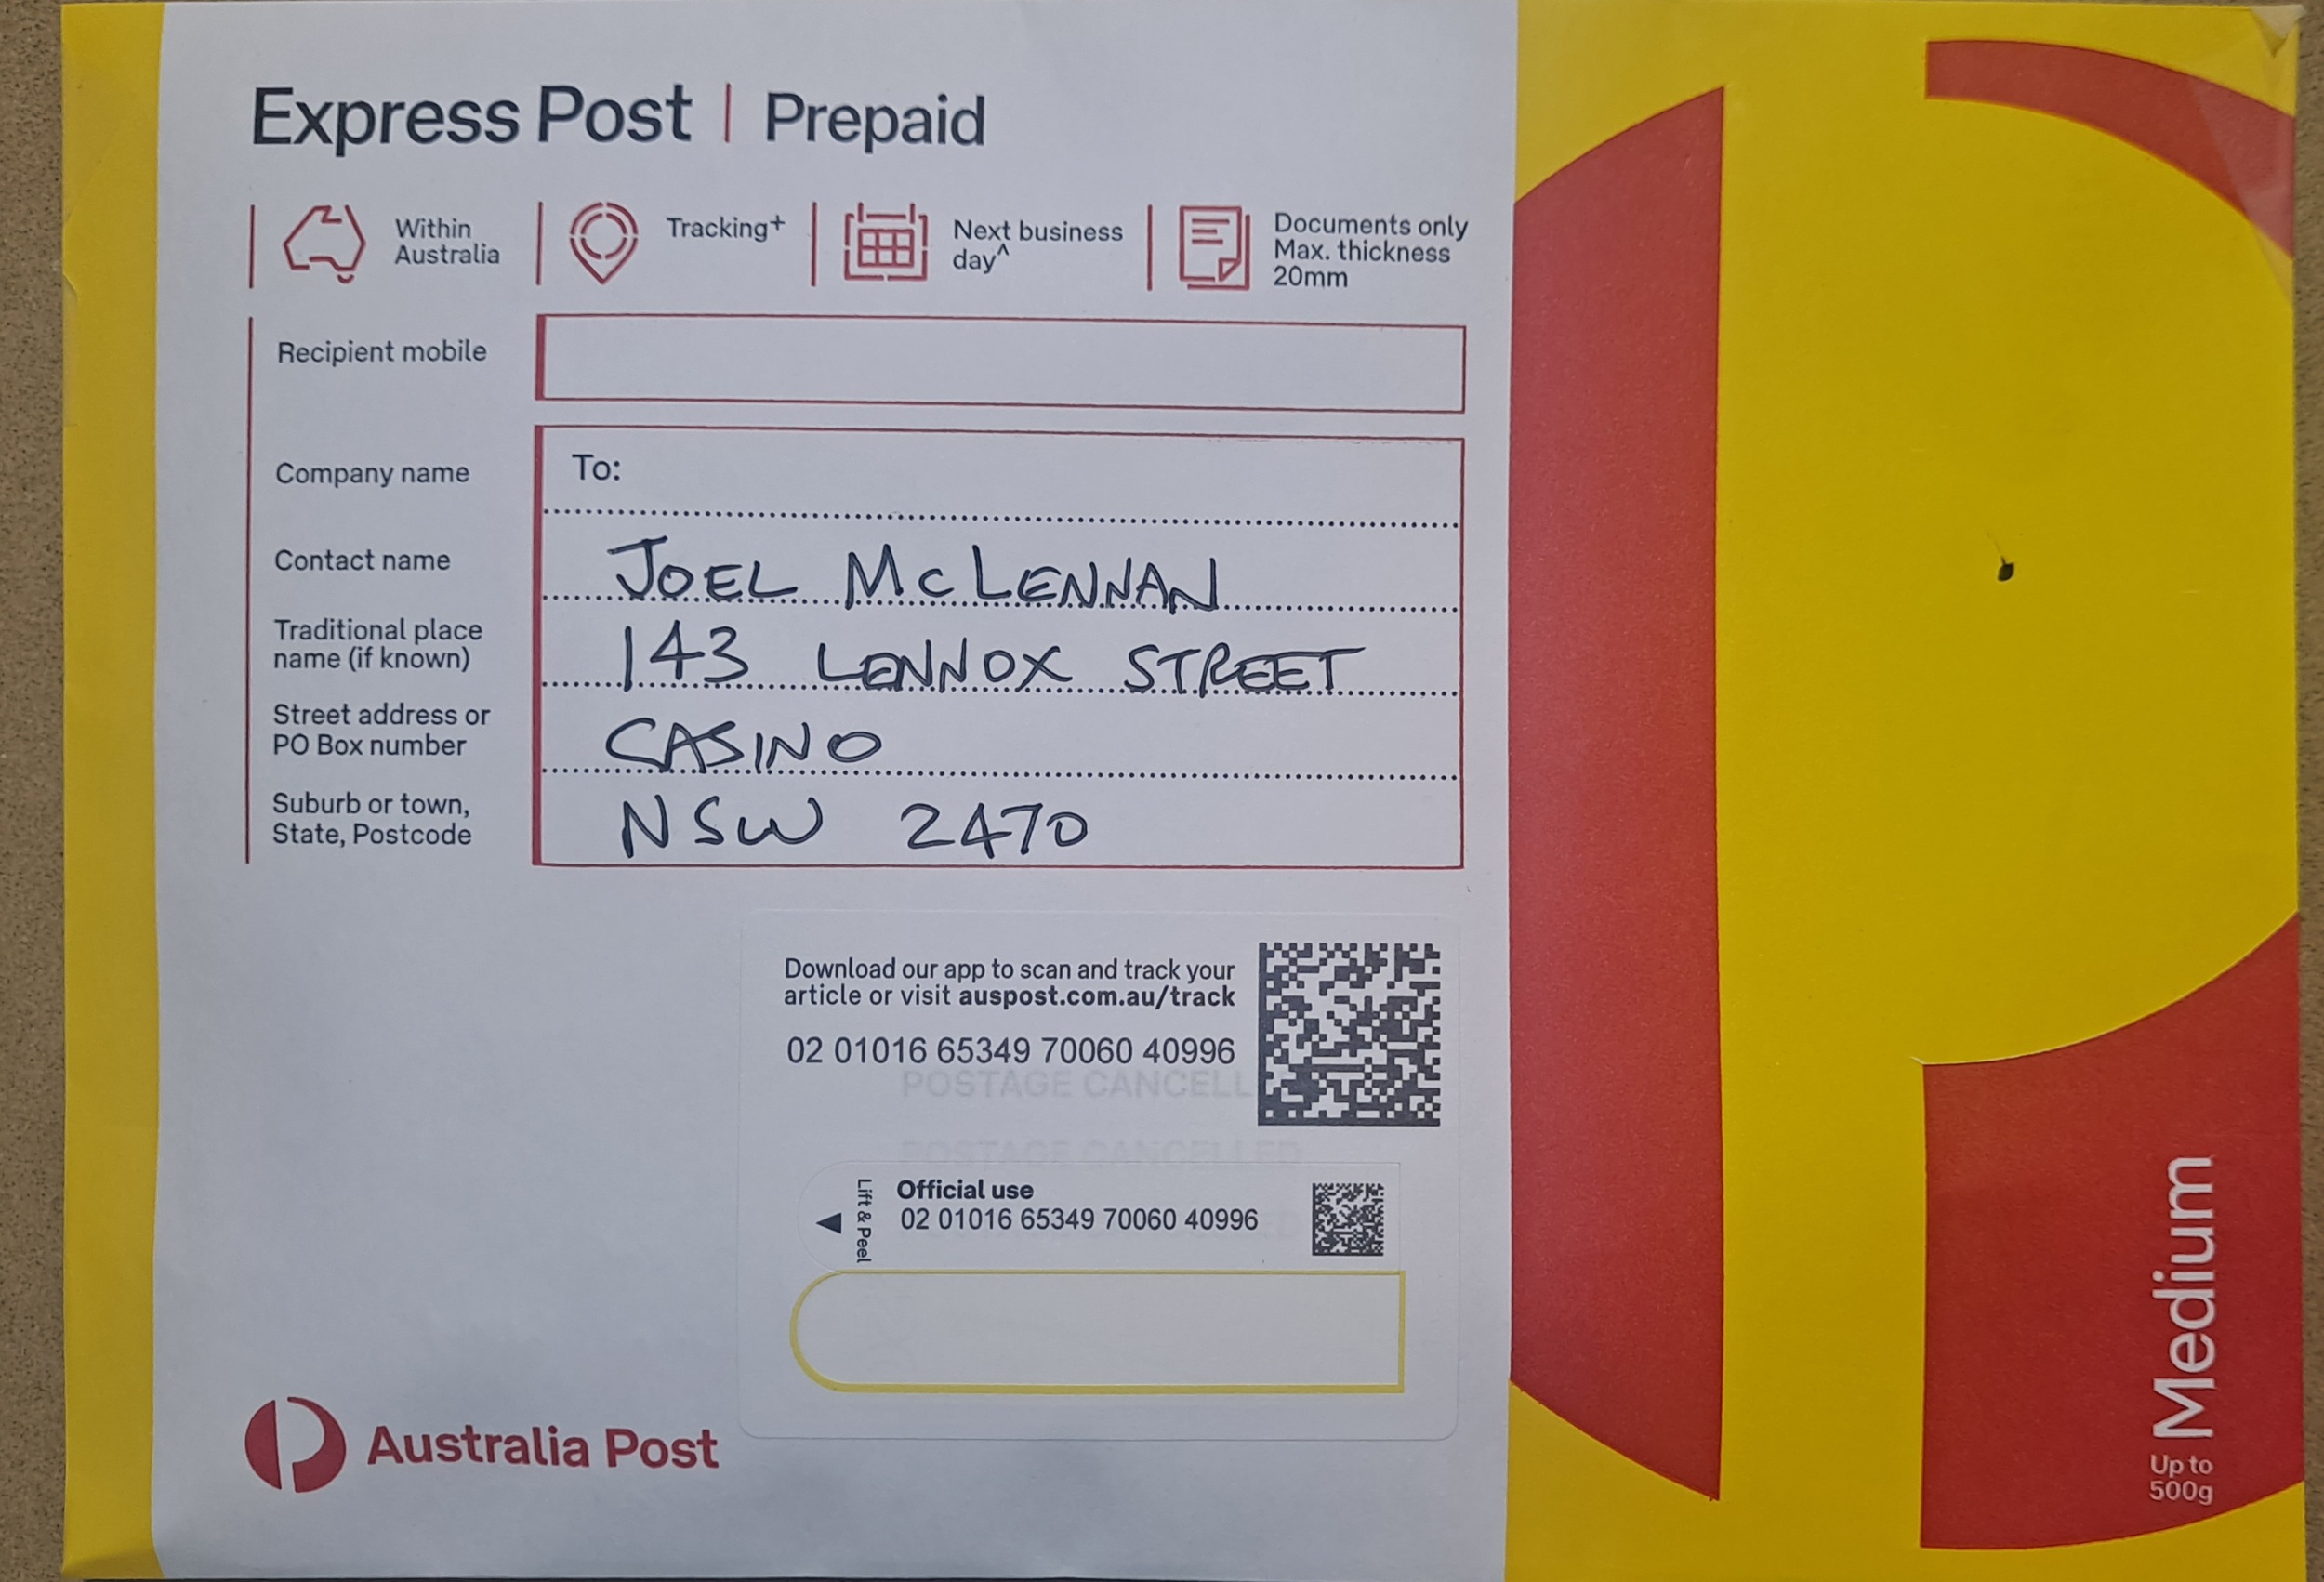 Express Post | Prepaid
Within
Australia
Tracking+
Next business
day^
Documents only
Max. thickness
20mm
Recipient mobile
Company name
To:
Contact name
JOEL McLENNAN
Traditional place
name (if known)
143 LENNOX STREET
Street address or
PO Box number
CASINO
Suburb or town,
State, Postcode
NSW 2470
Download our app to scan and track your
article or visit auspost.com.au/track
02 01016 65349 70060 40996
POSTAGE CANCELL
POSTAGE CANCELLED
Lift & Peel
Official use
02 01016 65349 70060 40996
Australia Post
Medium
Up to
500g